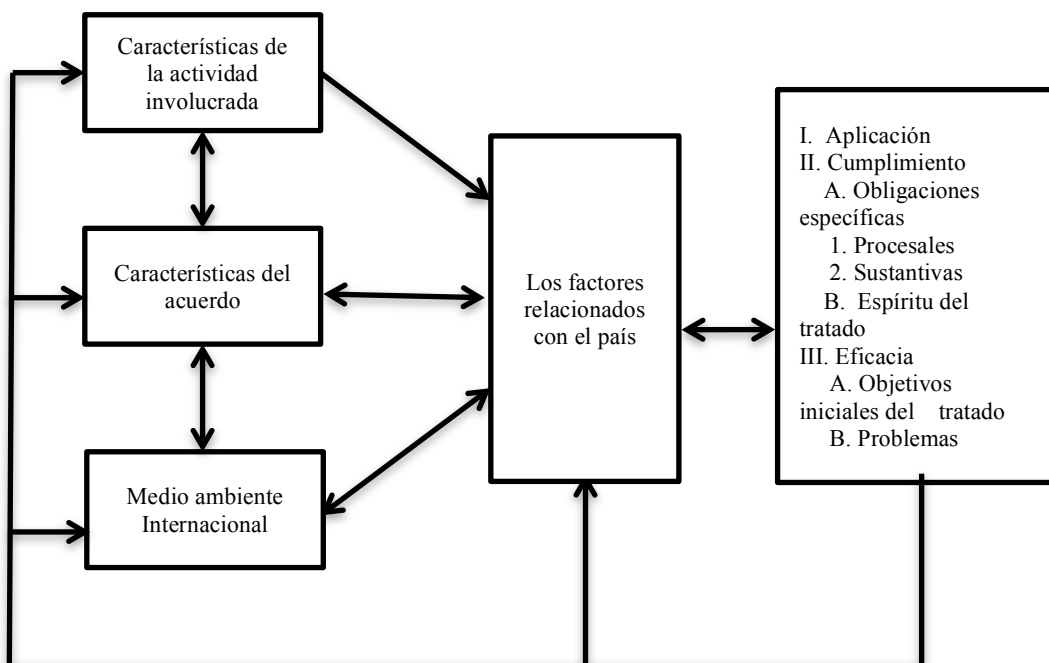 Características de
la actividad
involucrada
Características del
acuerdo
Medio ambiente
Internacional
Los factores
relacionados
con el país
I. Aplicación
II. Cumplimiento
A. Obligaciones
específicas
1. Procesales
2. Sustantivas
B. Espíritu del
tratado
III. Eficacia
A. Objetivos
iniciales del tratado
B. Problemas